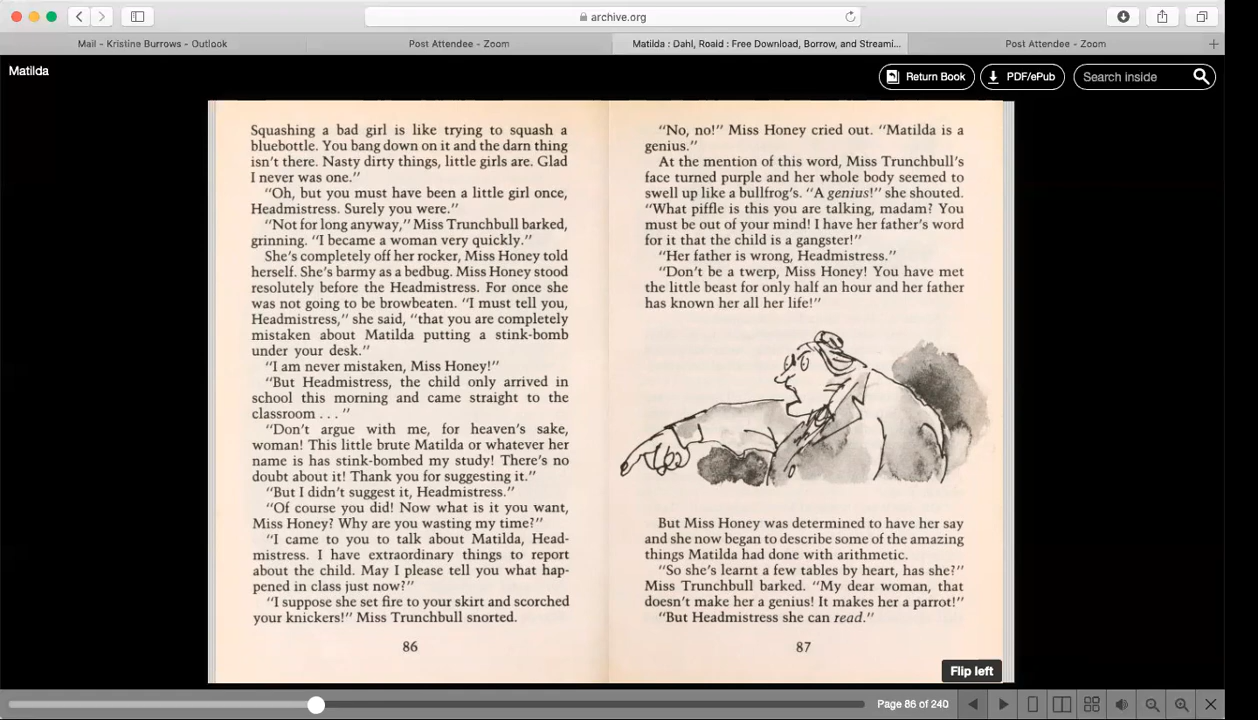 archive.org
Mail - Kristine Burrows - Outlook
Post Attendee - Zoom
Matilda : Dahl, Roald : Free Download, Borrow, and Streami...
Post Attendee - Zoom
Matilda
Return Book
PDF/ePub
Search inside
Squashing a bad girl is like trying to squash a
bluebottle. You bang down on it and the darn thing
isn't there. Nasty dirty things, little girls are. Glad
I never was one."
"Oh, but you must have been a little girl once,
Headmistress. Surely you were."
"Not for long anyway," Miss Trunchbull barked,
grinning. "I became a woman very quickly."
She's completely off her rocker, Miss Honey told
herself. She's barmy as a bedbug. Miss Honey stood
resolutely before the Headmistress. For once she
was not going to be browbeaten. "I must tell you,
Headmistress," she said, "that you are completely
mistaken about Matilda putting a stink-bomb
under your desk."
"I am never mistaken, Miss Honey!"
"But Headmistress, the child only arrived in
school this morning and came straight to the
classroom . . . "
"Don't argue with me, for heaven's sake,
woman! This little brute Matilda or whatever her
name is has stink-bombed my study! There's no
doubt about it! Thank you for suggesting it."
"But I didn't suggest it, Headmistress."
"Of course you did! Now what is it you want,
Miss Honey? Why are you wasting my time?"
"I came to you to talk about Matilda, Head-
mistress. I have extraordinary things to report
about the child. May I please tell you what hap-
pened in class just now?"
"I suppose she set fire to your skirt and scorched
your knickers!" Miss Trunchbull snorted.
86
"No, no!" Miss Honey cried out. "Matilda is a
genius."
At the mention of this word, Miss Trunchbull's
face turned purple and her whole body seemed to
swell up like a bullfrog's. "A genius!" she shouted.
"What piffle is this you are talking, madam? You
must be out of your mind! I have her father's word
for it that the child is a gangster!"
"Her father is wrong, Headmistress."
"Don't be a twerp, Miss Honey! You have met
the little beast for only half an hour and her father
has known her all her life!"
But Miss Honey was determined to have her say
and she now began to describe some of the amazing
things Matilda had done with arithmetic.
"So she's learnt a few tables by heart, has she?"
Miss Trunchbull barked. "My dear woman, that
doesn't make her a genius! It makes her a parrot!"
"But Headmistress she can read."
87
Flip left
Page 86 of 240